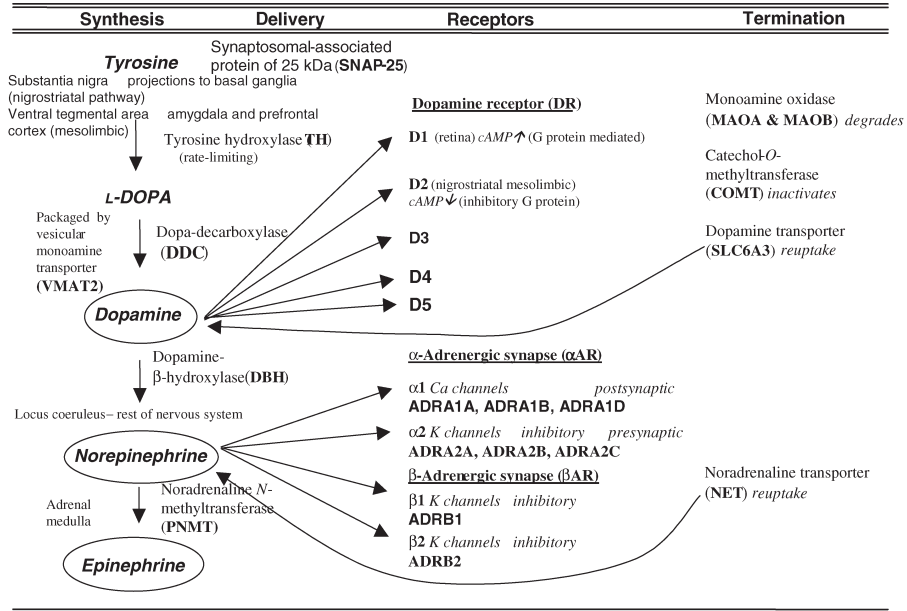 Synthesis Delivery Receptors Termination
Tyrosine
Synaptosomal-associated
protein of 25 kDa (SNAP-25)
Substantia nigra projections to basal ganglia
(nigrostriatal pathway)
Ventral tegmental area amygdala and prefrontal
cortex (mesolimbic)
Tyrosine hydroxylase TH)
(rate-limiting)
L-DOPA
Packaged by
vesicular
monoamine
transporter
(VMAT2)
Dopa-decarboxylase
(DDC)
Dopamine
Dopamine-
β-hydroxylase(DBH)
Locus coeruleus– rest of nervous system
Norepinephrine
Adrenal
medulla
Noradrenaline N-
methyltransferase
(PNMT)
Epinephrine
Dopamine receptor (DR)
D1 (retina) cAMP↑ (G protein mediated)
D2 (nigrostriatal mesolimbic)
cAMP↓ (inhibitory G protein)
D3
D4
D5
α-Adrenergic synapse (αAR)
α1 Ca channels postsynaptic
ADRA1A, ADRA1B, ADRA1D
α2 K channels inhibitory presynaptic
ADRA2A, ADRA2B, ADRA2C
β-Adrenergic synapse (βAR)
β1 K channels inhibitory
ADRB1
β2 K channels inhibitory
ADRB2
Monoamine oxidase
(MAOA & MAOB) degrades
Catechol-O-
methyltransferase
(COMT) inactivates
Dopamine transporter
(SLC6A3) reuptake
Noradrenaline transporter
(NET) reuptake